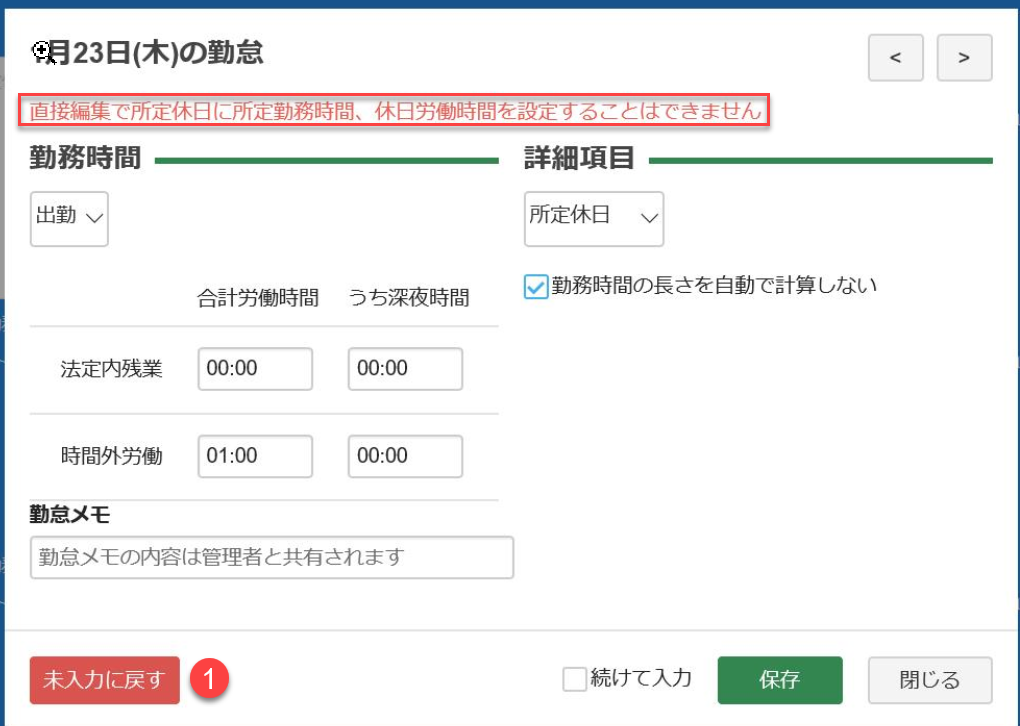 月23日(木)の勤怠
< >
直接編集で所定休日に所定勤務時間、休日労働時間を設定することはできません
勤務時間
詳細項目
出勤
所定休日
勤務時間の長さを自動で計算しない
合計労働時間 うち深夜時間
法定内残業 00:00 00:00
時間外労働 01:00 00:00
勤怠メモ
勤怠メモの内容は管理者と共有されます
未入力に戻す 1 続けて入力 保存 閉じる